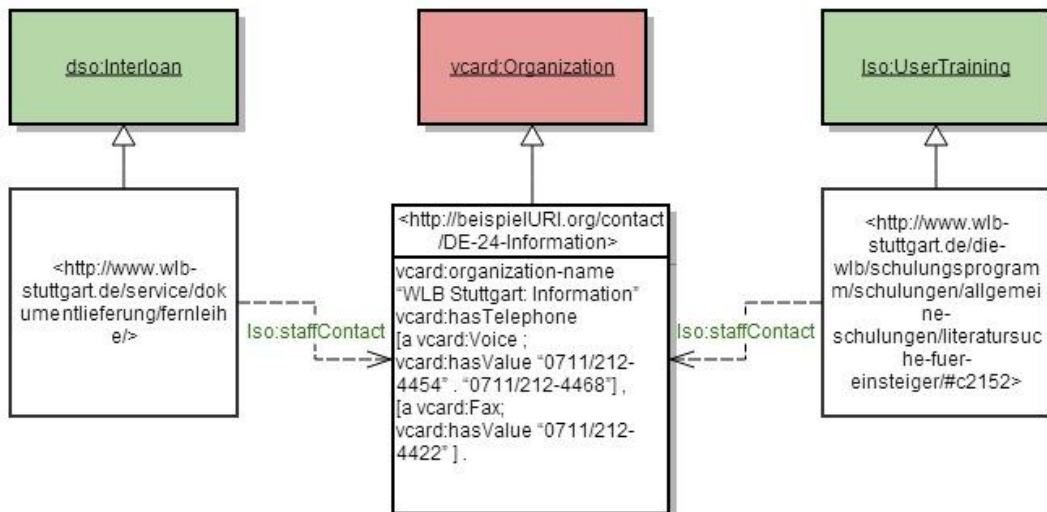 dso:Interloan
vcard:Organization
lso:UserTraining
<http://www.wlb-
stuttgart.de/service/dok
umentlieferung/fernleih
e/>
lso:staffContact
<http://beispielURI.org/contact
/DE-24-Information>
vcard:organization-name
“WLB Stuttgart: Information”
vcard:hasTelephone
[a vcard:Voice ;
vcard:hasValue “0711/212-
4454” . “0711/212-4468”] ,
[a vcard:Fax;
vcard:hasValue “0711/212-
4422” ] .
lso:staffContact
<http://www.wlb-
stuttgart.de/die-
wlb/schulungsprogram
m/schulungen/allgemei
ne-
schulungen/literatursu
che-fuer-
einsteiger/#c2152>